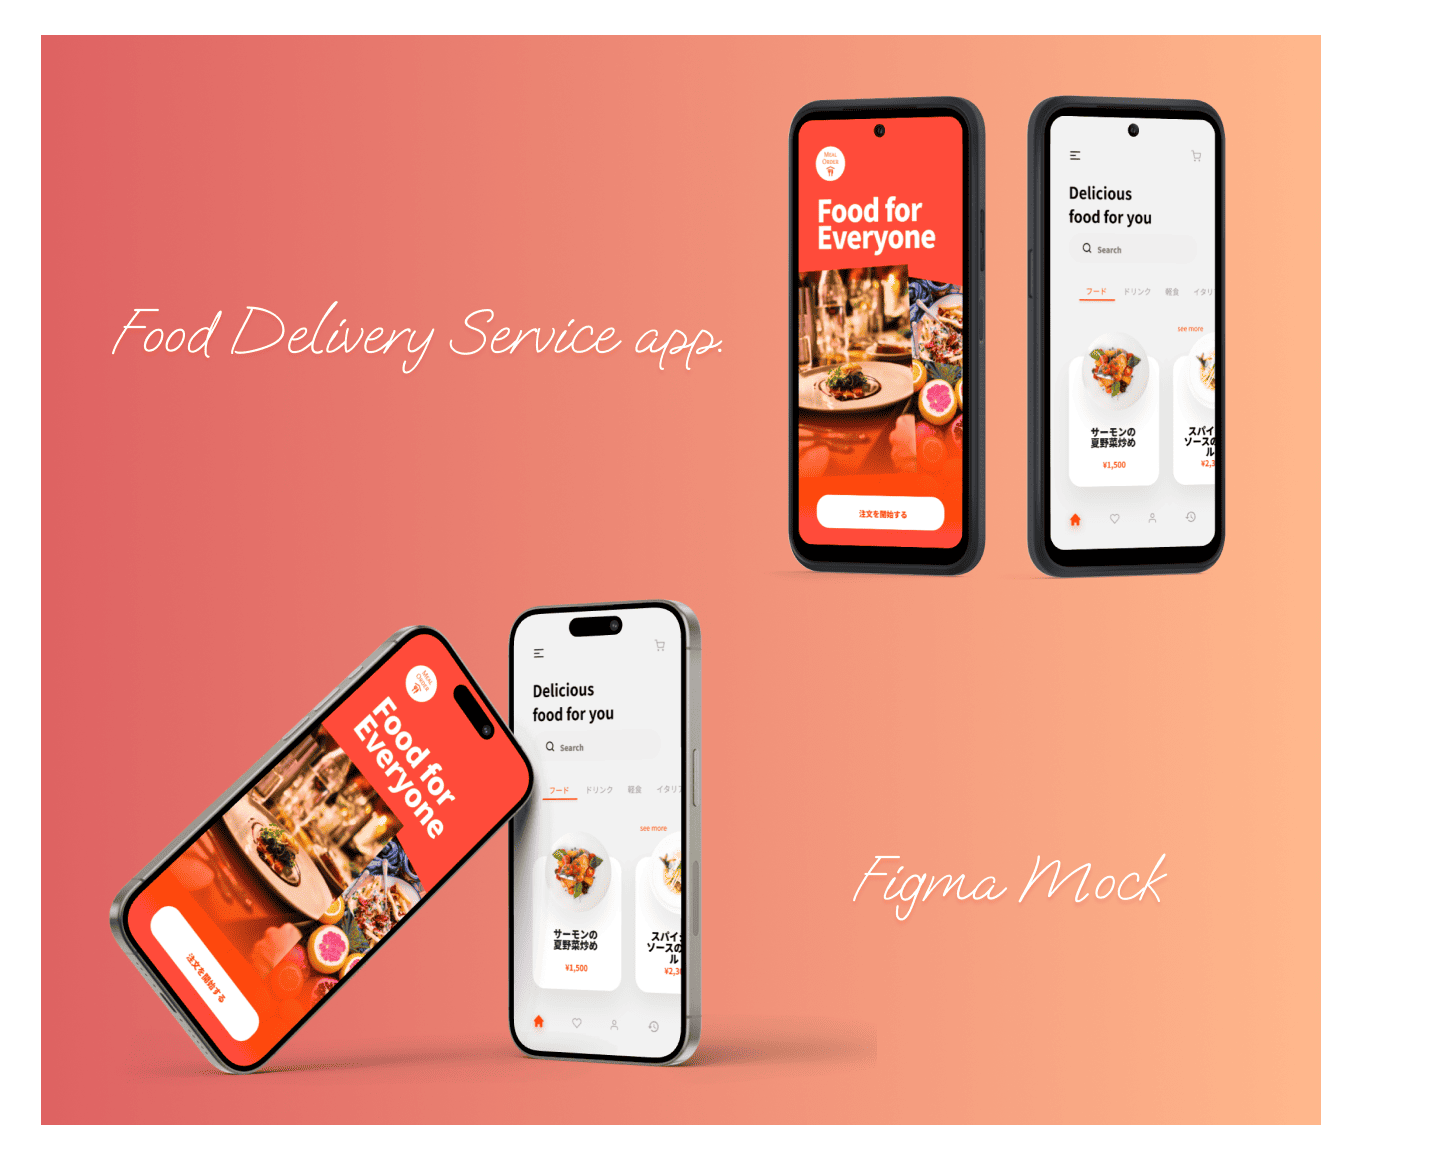 Food Delivery Service app.
MEAL
ORDER
Food for
Everyone
注文を開始する
Delicious
food for you
Search
フード ドリンク 軽食 イタリ
see more
サーモンの
夏野菜炒め
¥1,500
スパイ
ソースの
ル
¥2,3
MEAL
ORDER
Food for
Everyone
注文を開始する
Delicious
food for you
Search
フード ドリンク 軽食 イタリ
see more
サーモンの
夏野菜炒め
¥1,500
スパイ
ソースの
ル
¥2,3
Figma Mock